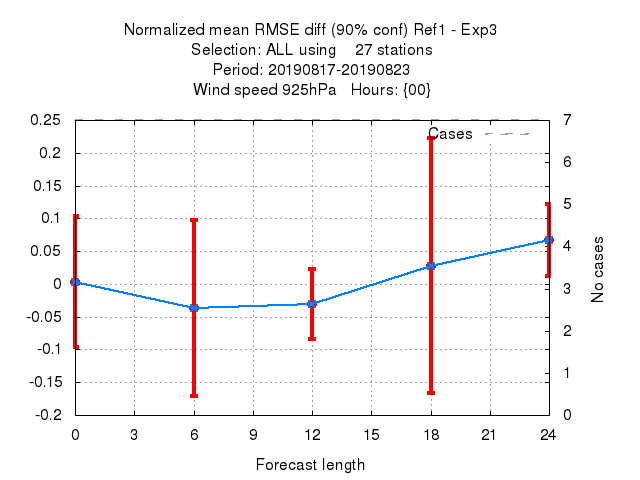 Normalized mean RMSE diff (90% conf) Ref1 - Exp3
Selection: ALL using    27 stations
Period: 20190817-20190823
Wind speed 925hPa   Hours: {00}
Cases
0.25
0.2
0.15
0.1
0.05
0
-0.05
-0.1
-0.15
-0.2
7
6
5
4
3
2
1
0
No cases
0 3 6 9 12 15 18 21 24
Forecast length